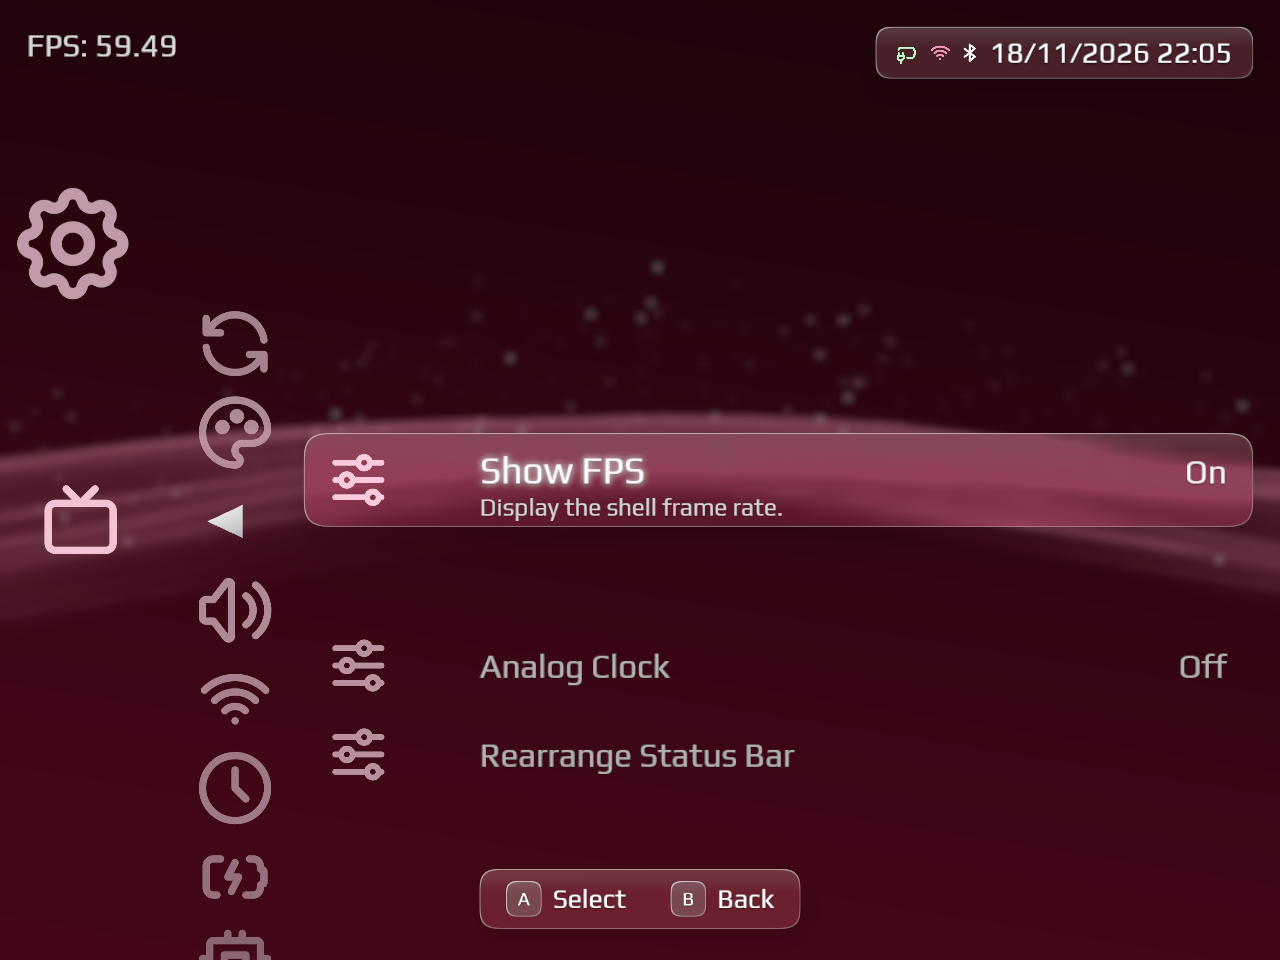 FPS: 59.49
18/11/2026 22:05
Show FPS
On
Display the shell frame rate.
Analog Clock
Off
Rearrange Status Bar
A Select
B Back